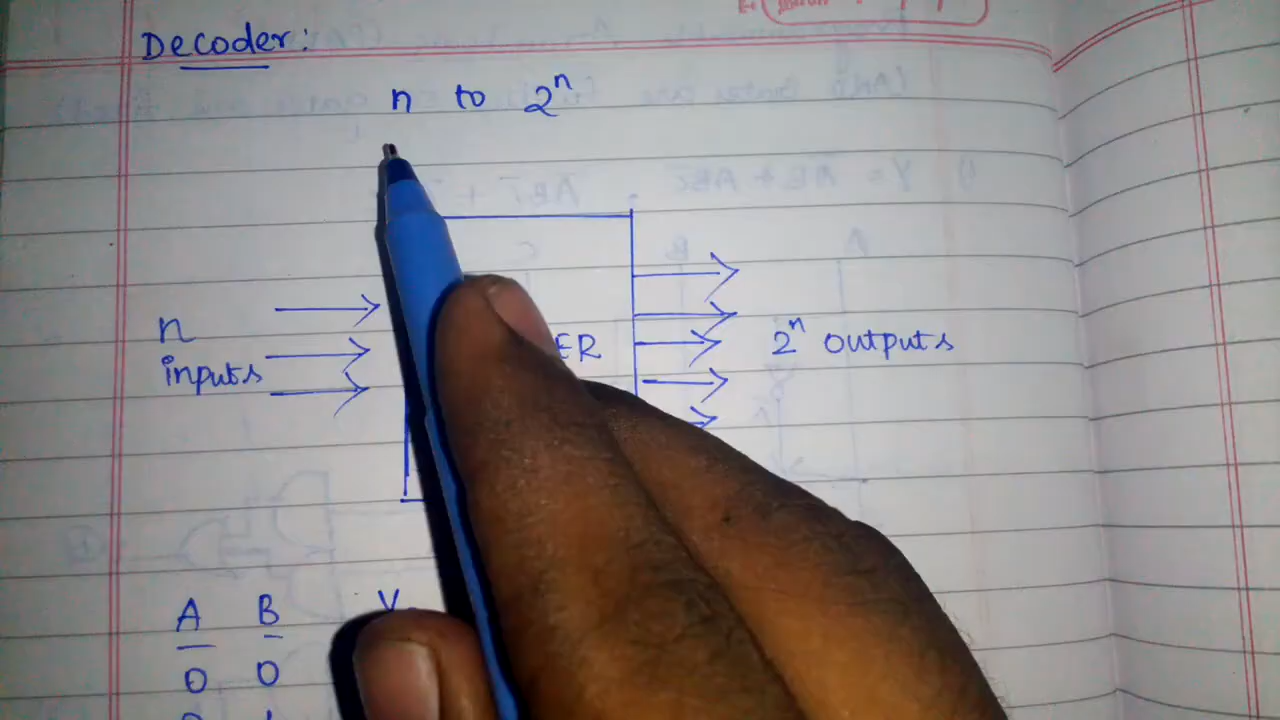 Decoder:
n to 2ⁿ
n inputs
ER
2ⁿ outputs
A B Y
0 0